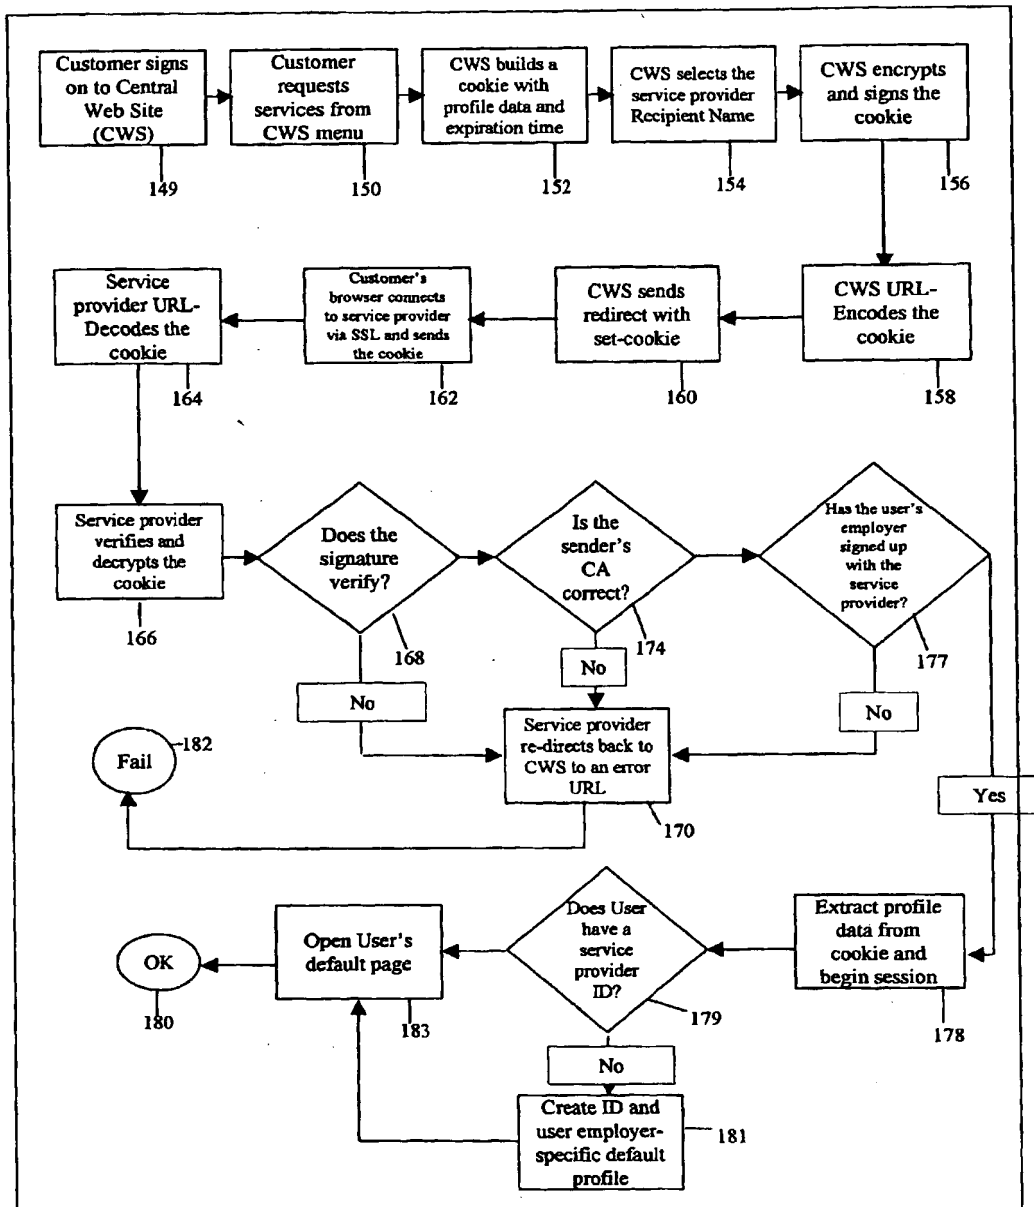 Customer signs
on to Central
Web Site
(CWS)
149
Customer
requests
services from
CWS menu
150
CWS builds a
cookie with
profile data and
expiration time
152
CWS selects the
service provider
Recipient Name
154
CWS encrypts
and signs the
cookie
156
CWS URL-
Encodes the
cookie
158
CWS sends
redirect with
set-cookie
160
Customer's
browser connects
to service provider
via SSL and sends
the cookie
162
Service
provider URL-
Decodes the
cookie
164
Service provider
verifies and
decrypts the
cookie
166
Does the
signature
verify?
168
No
Is the
sender's
CA
correct?
174
No
Has the user's
employer
signed up
with the
service
provider?
177
No
Yes
Service provider
re-directs back to
CWS to an error
URL
170
Fail
182
Extract profile
data from
cookie and
begin session
178
Does User
have a
service
provider
ID?
179
No
Create ID and
user employer-
specific default
profile
181
Open User's
default page
183
OK
180